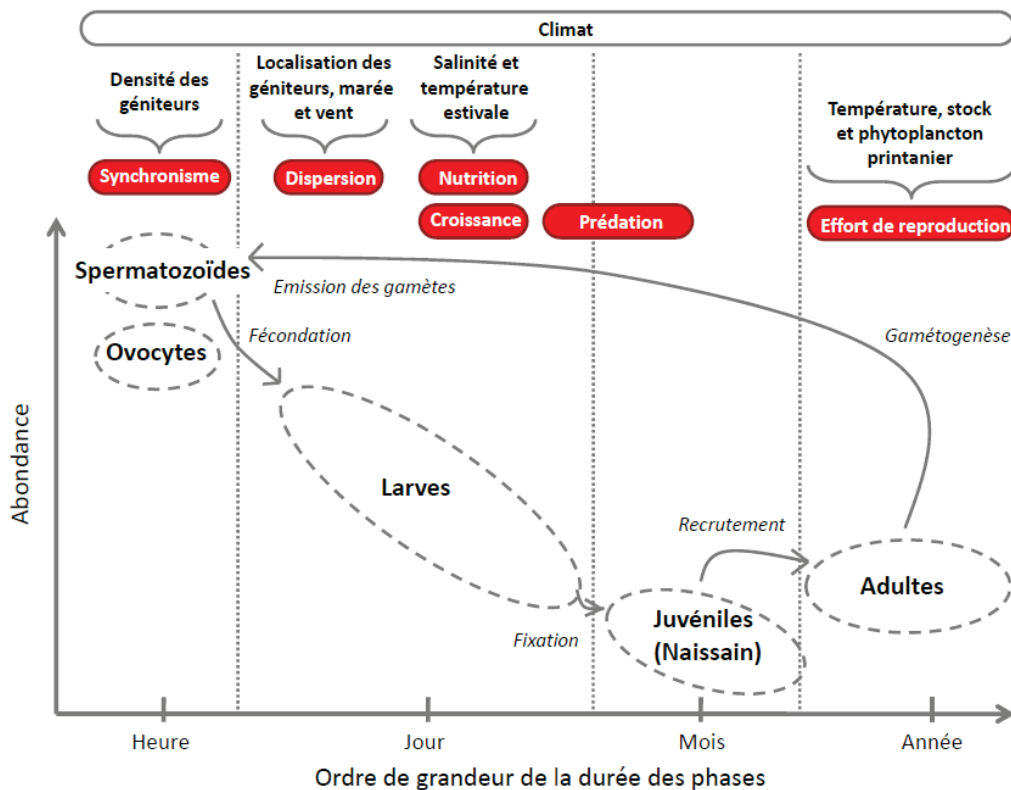 Climat
Densité des
géniteurs
Localisation des
géniteurs, marée
et vent
Salinité et
température
estivale
Température, stock
et phytoplancton
printanier
Synchronisme
Dispersion
Nutrition
Croissance
Prédation
Effort de reproduction
Spermatozoïdes
Ovocytes
Emission des gamètes
Fécondation
Gamétogenèse
Larves
Recrutement
Adultes
Fixation
Juvéniles
(Naissain)
Abondance
Heure
Jour
Mois
Année
Ordre de grandeur de la durée des phases